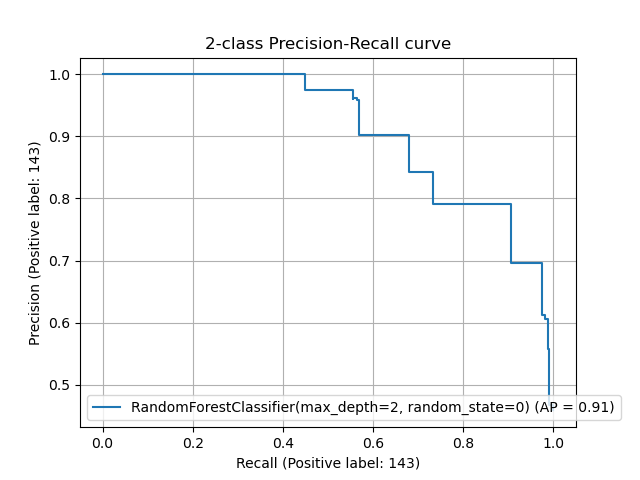 2-class Precision-Recall curve
1.0
0.9
0.8
0.7
0.6
0.5
Precision (Positive label: 143)
RandomForestClassifier(max_depth=2, random_state=0) (AP = 0.91)
0.0 0.2 0.4 0.6 0.8 1.0
Recall (Positive label: 143)